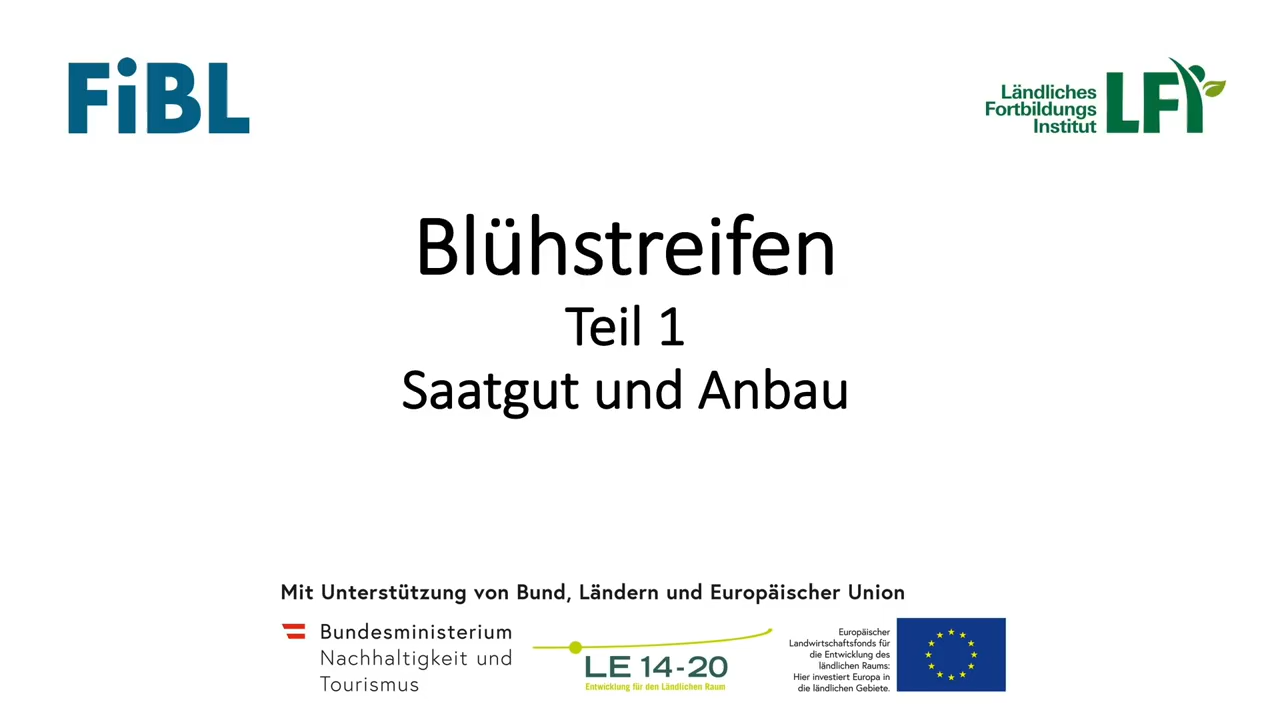 FiBL
Ländliches
Fortbildungs
Institut
LFI
Blühstreifen
Teil 1
Saatgut und Anbau
Mit Unterstützung von Bund, Ländern und Europäischer Union
Bundesministerium
Nachhaltigkeit und
Tourismus
LE 14-20
Entwicklung für den Ländlichen Raum
Europäischer
Landwirtschaftsfonds für
die Entwicklung des
ländlichen Raums:
Hier investiert Europa in
die ländlichen Gebiete.